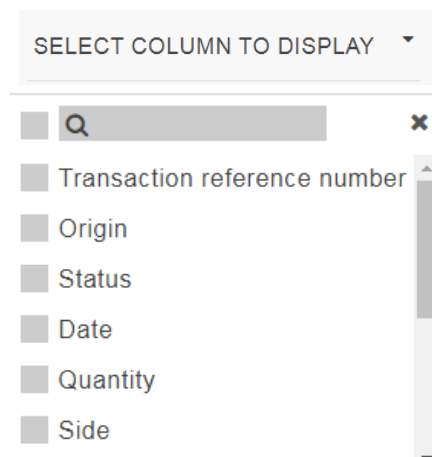 SELECT COLUMN TO DISPLAY
Transaction reference number
Origin
Status
Date
Quantity
Side